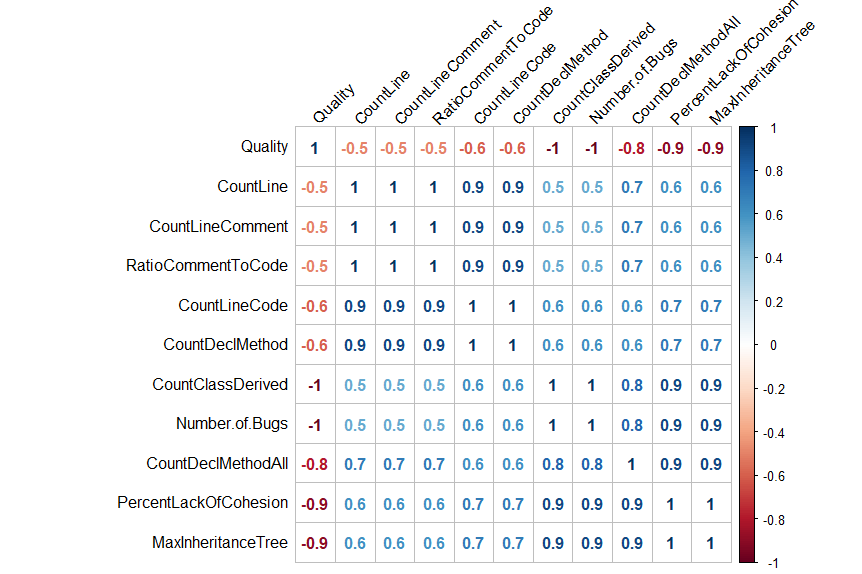 Quality
CountLine
CountLineComment
RatioCommentToCode
CountLineCode
CountDeclMethod
CountClassDerived
Number.of.Bugs
CountDeclMethodAll
PercentLackOfCohesion
MaxInheritanceTree
Quality 1 -0.5 -0.5 -0.5 -0.6 -0.6 -1 -1 -0.8 -0.9 -0.9
CountLine -0.5 1 1 1 0.9 0.9 0.5 0.5 0.7 0.6 0.6
CountLineComment -0.5 1 1 1 0.9 0.9 0.5 0.5 0.7 0.6 0.6
RatioCommentToCode -0.5 1 1 1 0.9 0.9 0.5 0.5 0.7 0.6 0.6
CountLineCode -0.6 0.9 0.9 0.9 1 1 0.6 0.6 0.6 0.7 0.7
CountDeclMethod -0.6 0.9 0.9 0.9 1 1 0.6 0.6 0.6 0.7 0.7
CountClassDerived -1 0.5 0.5 0.5 0.6 0.6 1 1 0.8 0.9 0.9
Number.of.Bugs -1 0.5 0.5 0.5 0.6 0.6 1 1 0.8 0.9 0.9
CountDeclMethodAll -0.8 0.7 0.7 0.7 0.6 0.6 0.8 0.8 1 0.9 0.9
PercentLackOfCohesion -0.9 0.6 0.6 0.6 0.7 0.7 0.9 0.9 0.9 1 1
MaxInheritanceTree -0.9 0.6 0.6 0.6 0.7 0.7 0.9 0.9 0.9 1 1
1
0.8
0.6
0.4
0.2
0
-0.2
-0.4
-0.6
-0.8
-1